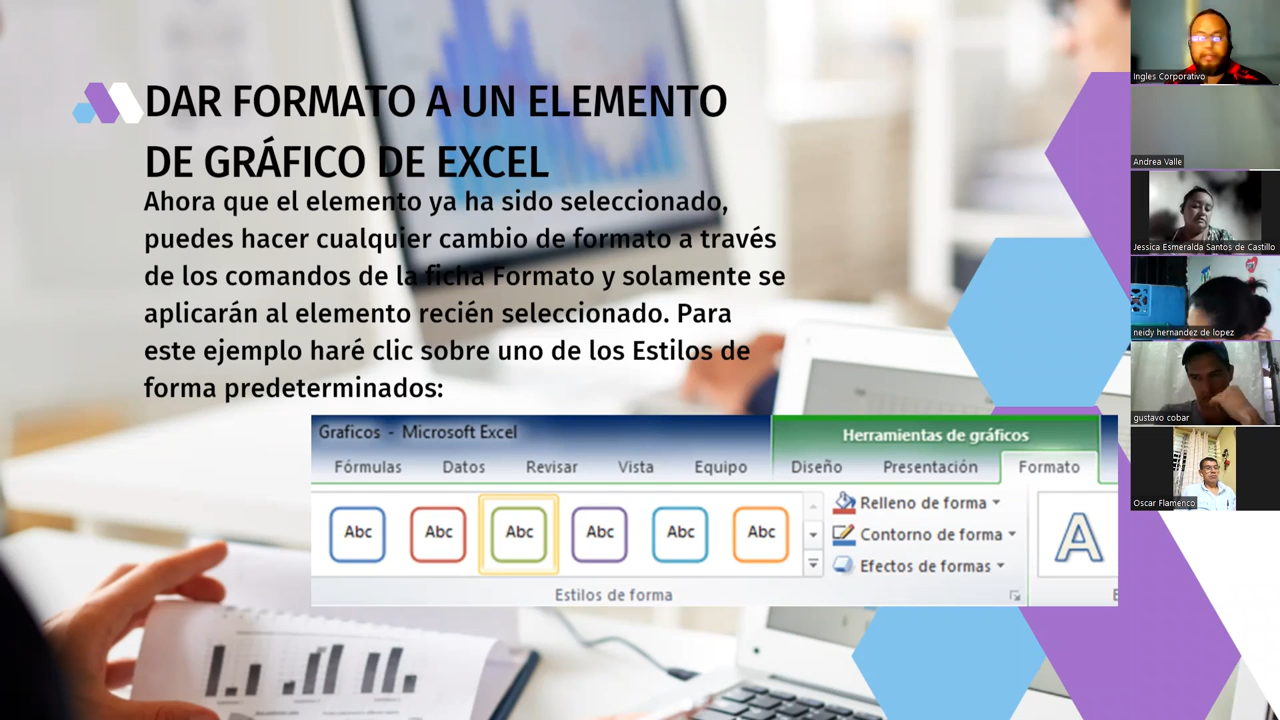 DAR FORMATO A UN ELEMENTO
DE GRÁFICO DE EXCEL
Ahora que el elemento ya ha sido seleccionado,
puedes hacer cualquier cambio de formato a través
de los comandos de la ficha Formato y solamente se
aplicarán al elemento recién seleccionado. Para
este ejemplo haré clic sobre uno de los Estilos de
forma predeterminados:
Graficos - Microsoft Excel
Herramientas de gráficos
Fórmulas Datos Revisar Vista Equipo Diseño Presentación Formato
Abc Abc Abc Abc Abc Abc
Relleno de forma
Contorno de forma
Efectos de formas
A
Estilos de forma
E
Ingles Corporativo
Andrea Valle
Jessica Esmeralda Santos de Castillo
neidy hernandez de lopez
gustavo cobar
Oscar Flamenco